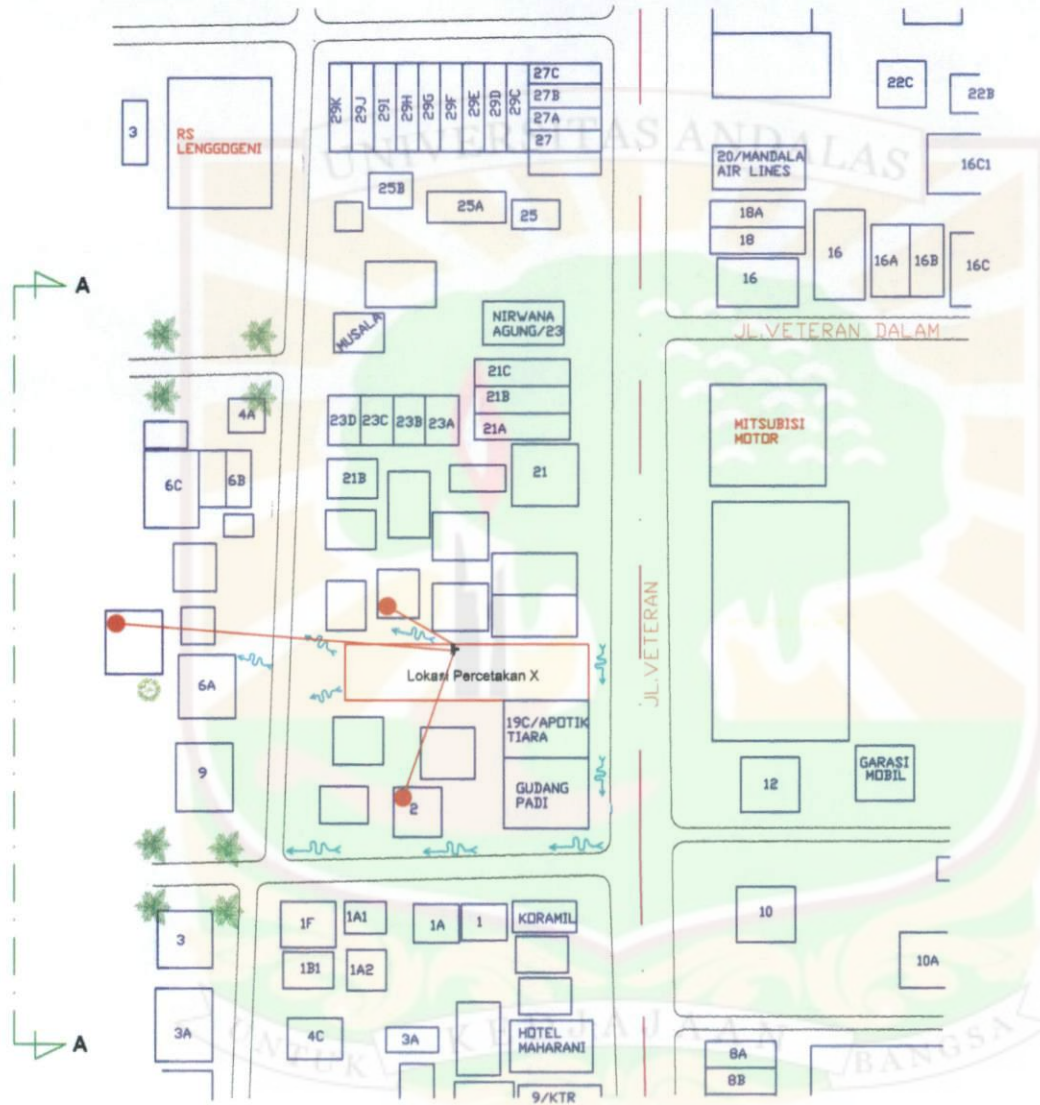 29K
29J
29I
29H
29G
29F
29E
29D
29C
27C
27B
27A
27
22C
22B
3
RS
LENGGOGENI
UNIVERSITAS ANDALAS
20/MANDALA
AIR LINES
16C1
25B
25A
25
18A
18
16
16
16A
16B
16C
A
MUSALA
NIRWANA
AGUNG/23
JL.VETERAN DALAM
21C
21B
21A
4A
23D
23C
23B
23A
MITSUBISI
MOTOR
6C
6B
21B
21
JL.VETERAN
6A
Lokasi Percetakan X
19C/APOTIK
TIARA
9
GUDANG
PADI
2
12
GARASI
MOBIL
3
1F
1A1
1A
1
KORAMIL
10
1B1
1A2
10A
3A
4C
3A
HOTEL
MAHARANI
A
UNTUK KEDJAJAAN BANGSA
8A
8B
9/KTR